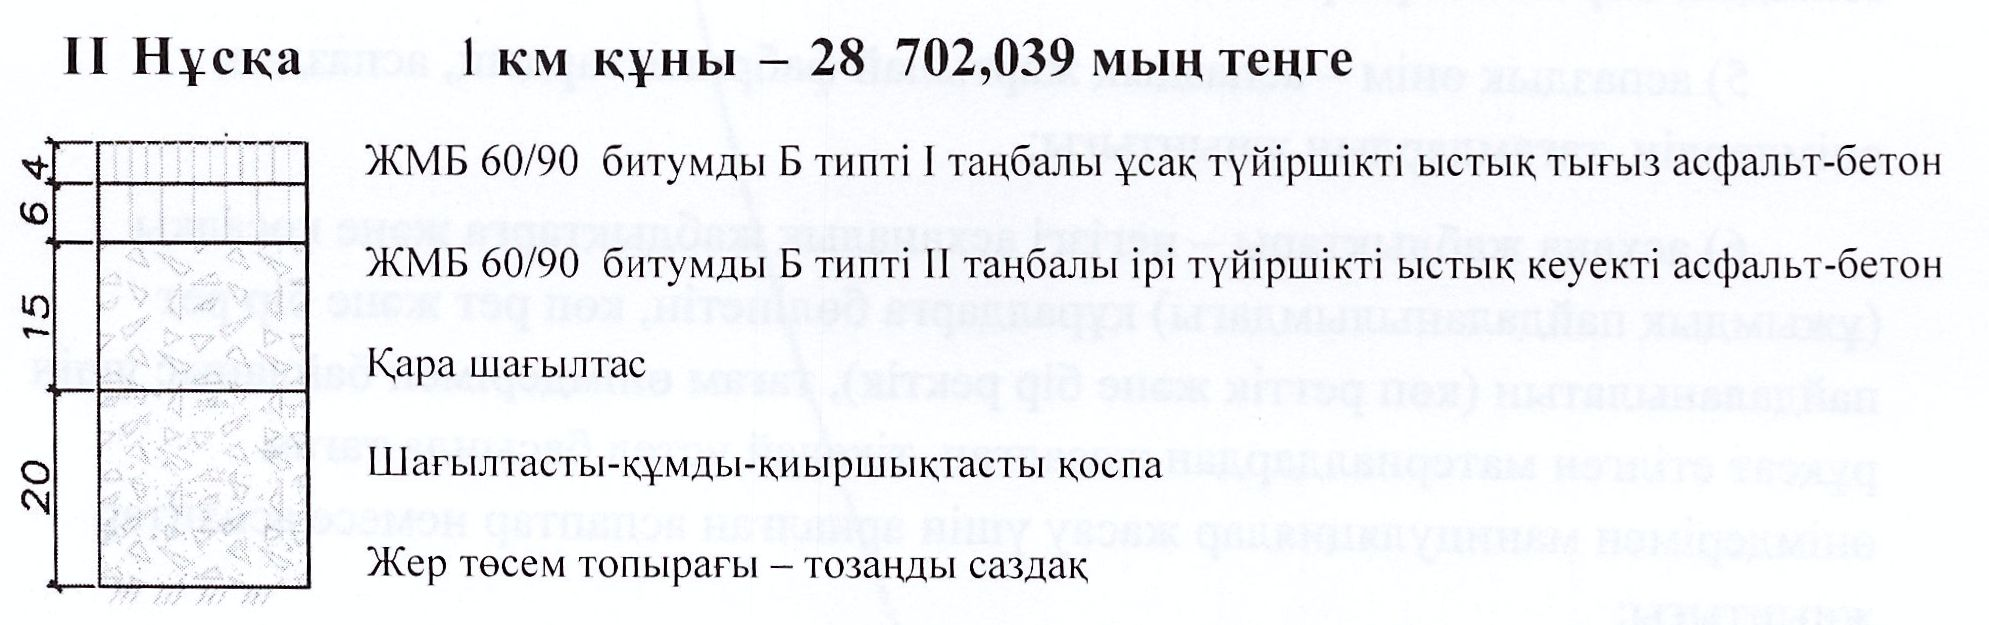 II Нұсқа 1 км құны – 28 702,039 мың теңге
4 ЖМБ 60/90 битумды Б типті I таңбалы ұсақ түйіршікті ыстық тығыз асфальт-бетон
6 ЖМБ 60/90 битумды Б типті II таңбалы ірі түйіршікті ыстық кеуекті асфальт-бетон
15 Қара шағылтас
20 Шағылтасты-құмды-қиыршықтасты қоспа
Жер төсем топырағы – тозаңды саздақ